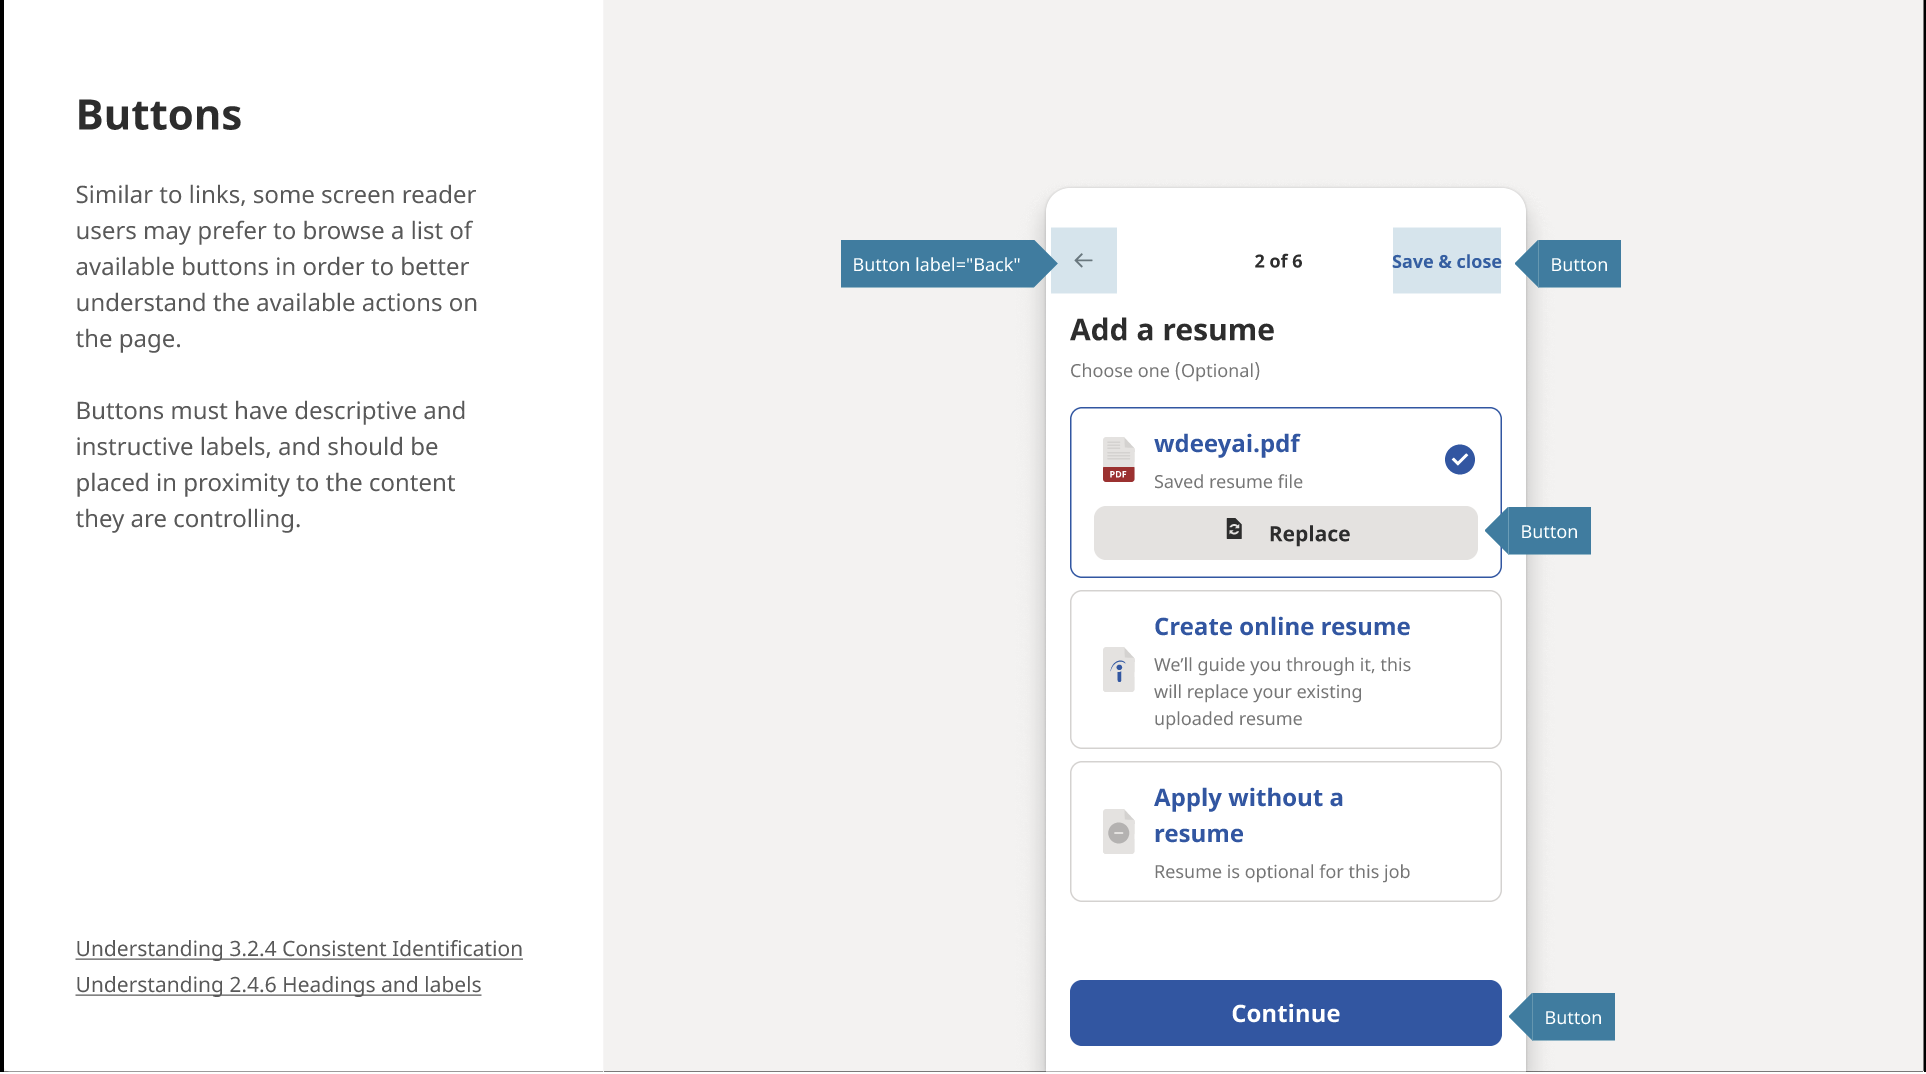 Buttons
Similar to links, some screen reader
users may prefer to browse a list of
available buttons in order to better
understand the available actions on
the page.
Buttons must have descriptive and
instructive labels, and should be
placed in proximity to the content
they are controlling.
Understanding 3.2.4 Consistent Identification
Understanding 2.4.6 Headings and labels
Button label="Back"
2 of 6
Save & close
Button
Add a resume
Choose one (Optional)
PDF
wdeeyai.pdf
Saved resume file
Replace
Button
Create online resume
We’ll guide you through it, this
will replace your existing
uploaded resume
Apply without a
resume
Resume is optional for this job
Continue
Button